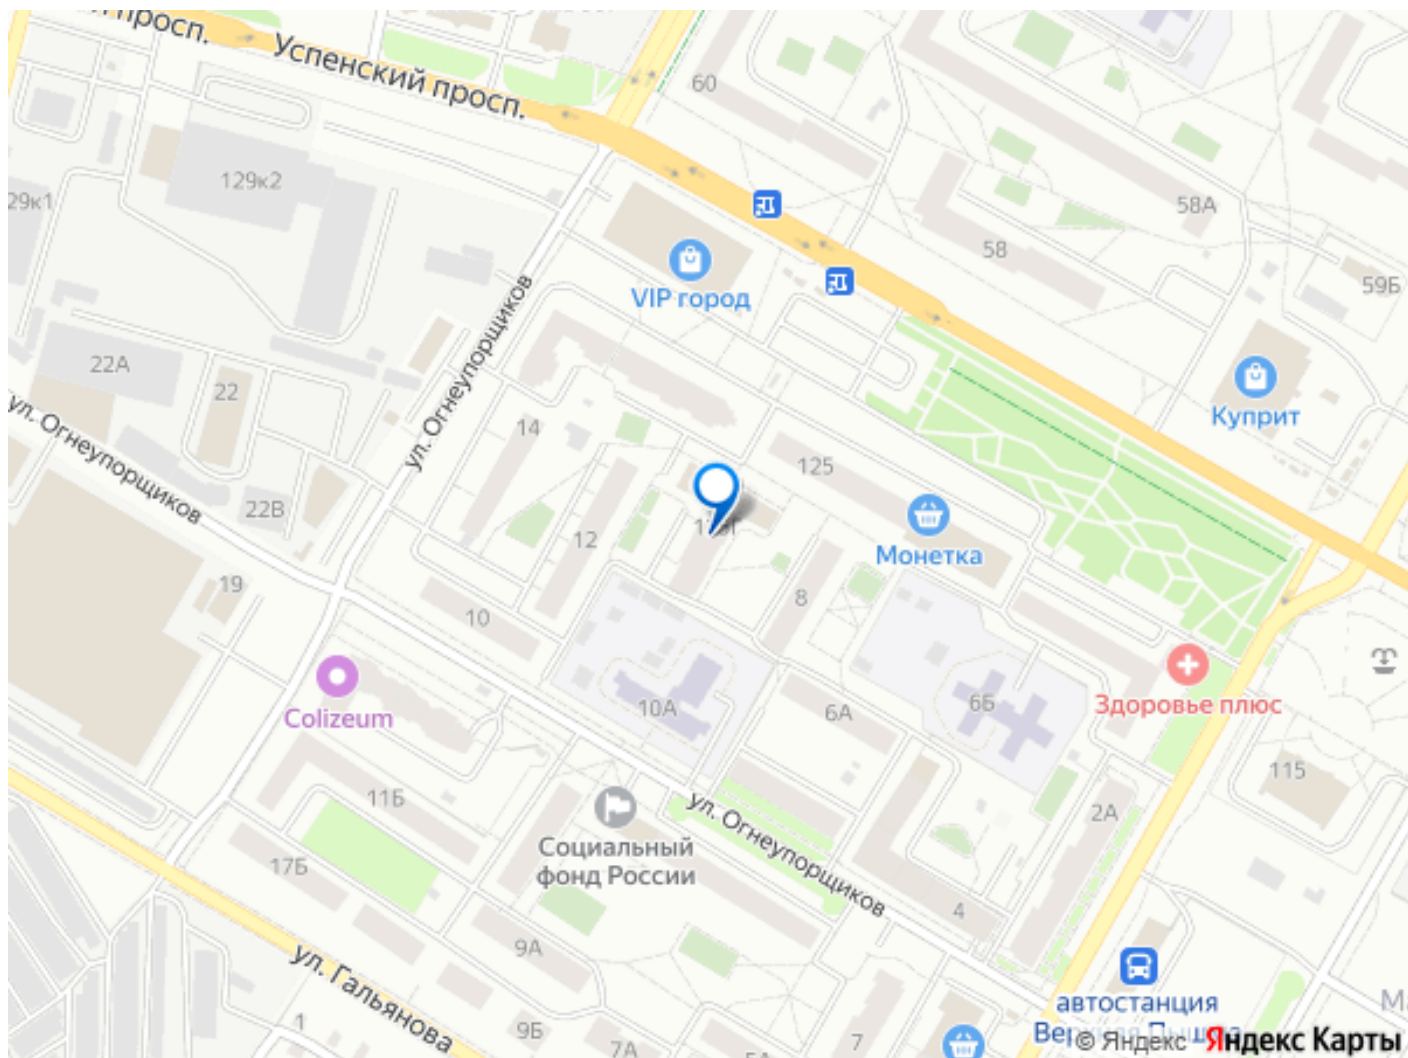 й просп.
Успенский просп.
60
129к2
29к1
58А
58
59Б
VIP город
22А
22
ул. Огнеупорщиков
Куприт
14
125
ул. Огнеупорщиков
22В
12
Монетка
19
10
8
Colizeum
10А
6А
6Б
Здоровье плюс
115
11Б
2А
ул. Огнеупорщиков
Социальный
фонд России
17Б
4
9А
ул. Гальянова
автостанция
1
9Б
7А
7
© Яндекс Яндекс Карты